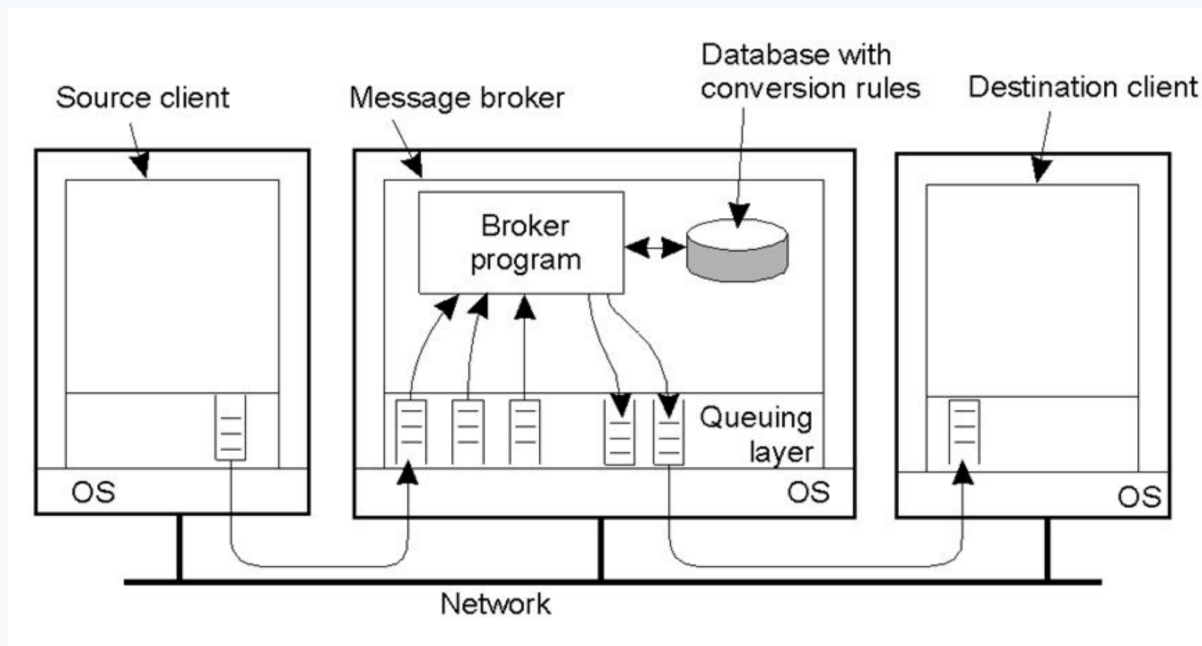 Source client
Message broker
Database with
conversion rules
Destination client
Broker
program
Queuing
layer
OS
OS
OS
Network